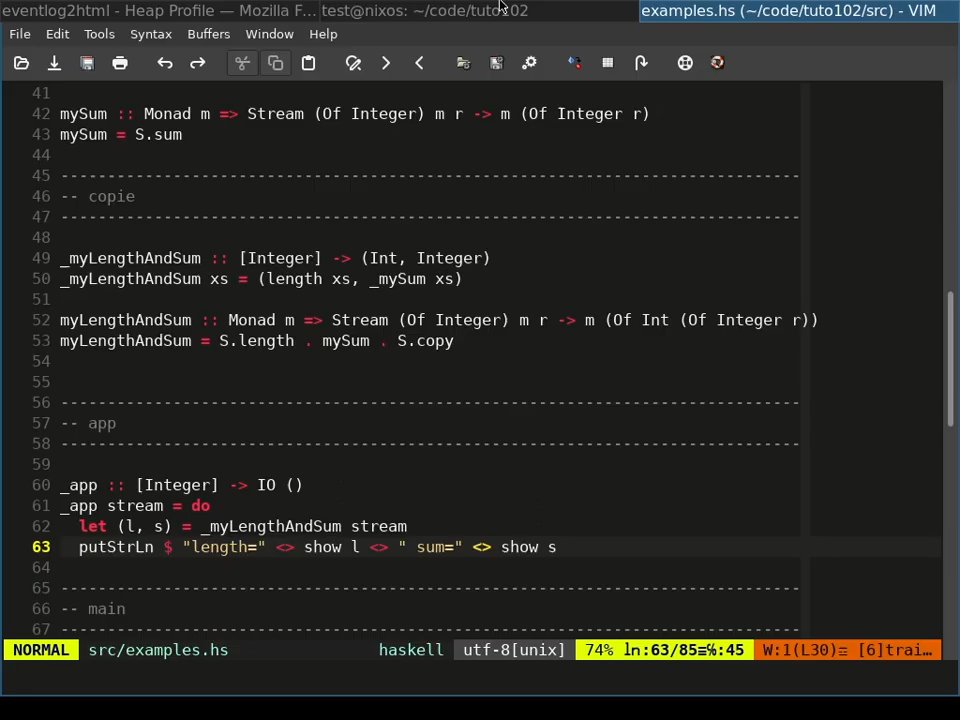 eventlog2html - Heap Profile — Mozilla F... test@nixos: ~/code/tuto102 examples.hs (~/code/tuto102/src) - VIM
File Edit Tools Syntax Buffers Window Help
41
42 mySum :: Monad m => Stream (Of Integer) m r -> m (Of Integer r)
43 mySum = S.sum
44
45 -------------------------------------------------------------------------------
46 -- copie
47 -------------------------------------------------------------------------------
48
49 _myLengthAndSum :: [Integer] -> (Int, Integer)
50 _myLengthAndSum xs = (length xs, _mySum xs)
51
52 myLengthAndSum :: Monad m => Stream (Of Integer) m r -> m (Of Int (Of Integer r))
53 myLengthAndSum = S.length . mySum . S.copy
54
55
56 -------------------------------------------------------------------------------
57 -- app
58 -------------------------------------------------------------------------------
59
60 _app :: [Integer] -> IO ()
61 _app stream = do
62   let (l, s) = _myLengthAndSum stream
63   putStrLn $ "length=" <> show l <> " sum=" <> show s
64
65 -------------------------------------------------------------------------------
66 -- main
67 -------------------------------------------------------------------------------
NORMAL src/examples.hs haskell utf-8[unix] 74% ln:63/85≡℅:45 W:1(L30)☲ [6]trai…